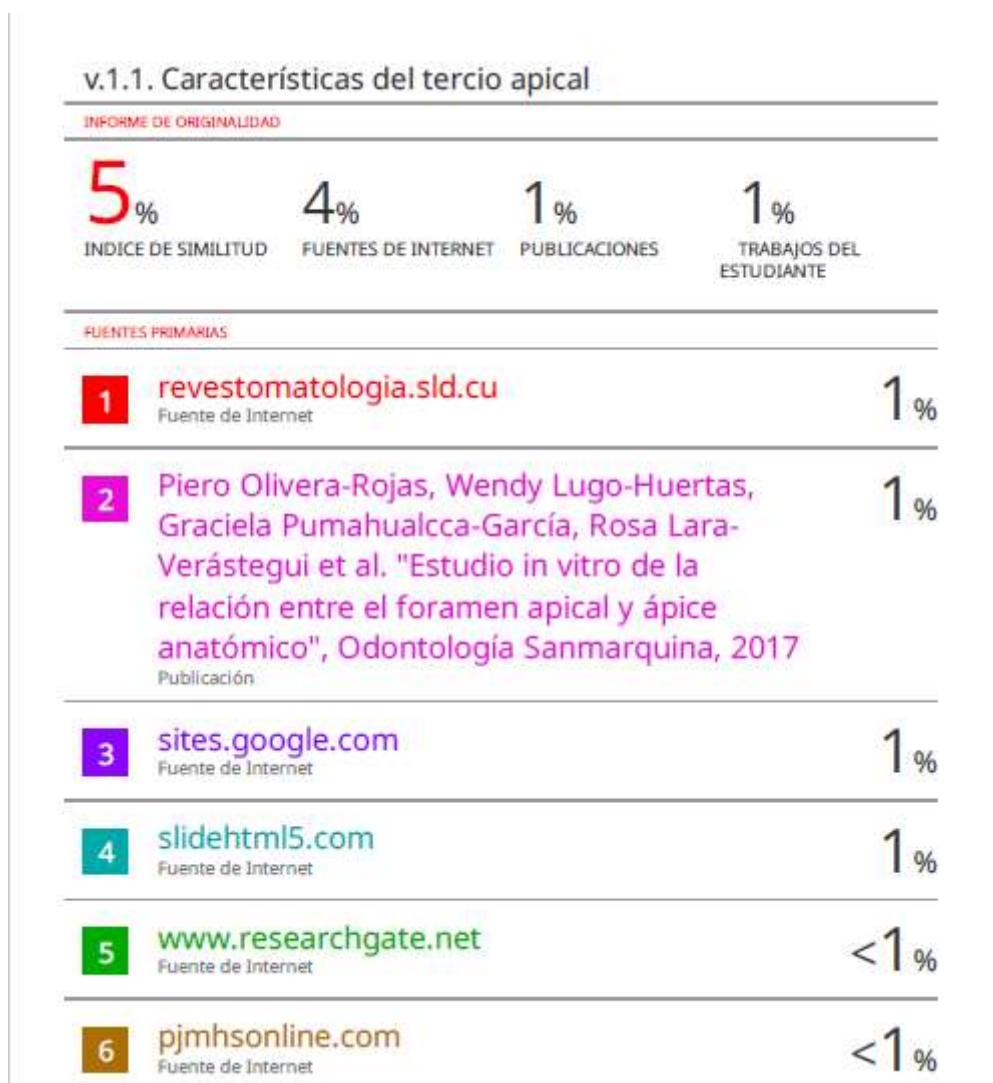 v.1.1. Características del tercio apical
INFORME DE ORIGINALIDAD
5%
INDICE DE SIMILITUD
4%
FUENTES DE INTERNET
1%
PUBLICACIONES
1%
TRABAJOS DEL
ESTUDIANTE
FUENTES PRIMARIAS
1
revestomatologia.sld.cu
Fuente de Internet
1%
2
Piero Olivera-Rojas, Wendy Lugo-Huertas,
Graciela Pumahualcca-García, Rosa Lara-
Verástegui et al. "Estudio in vitro de la
relación entre el foramen apical y ápice
anatómico", Odontología Sanmarquina, 2017
Publicación
1%
3
sites.google.com
Fuente de Internet
1%
4
slidehtml5.com
Fuente de Internet
1%
5
www.researchgate.net
Fuente de Internet
<1%
6
pjmhsonline.com
Fuente de Internet
<1%